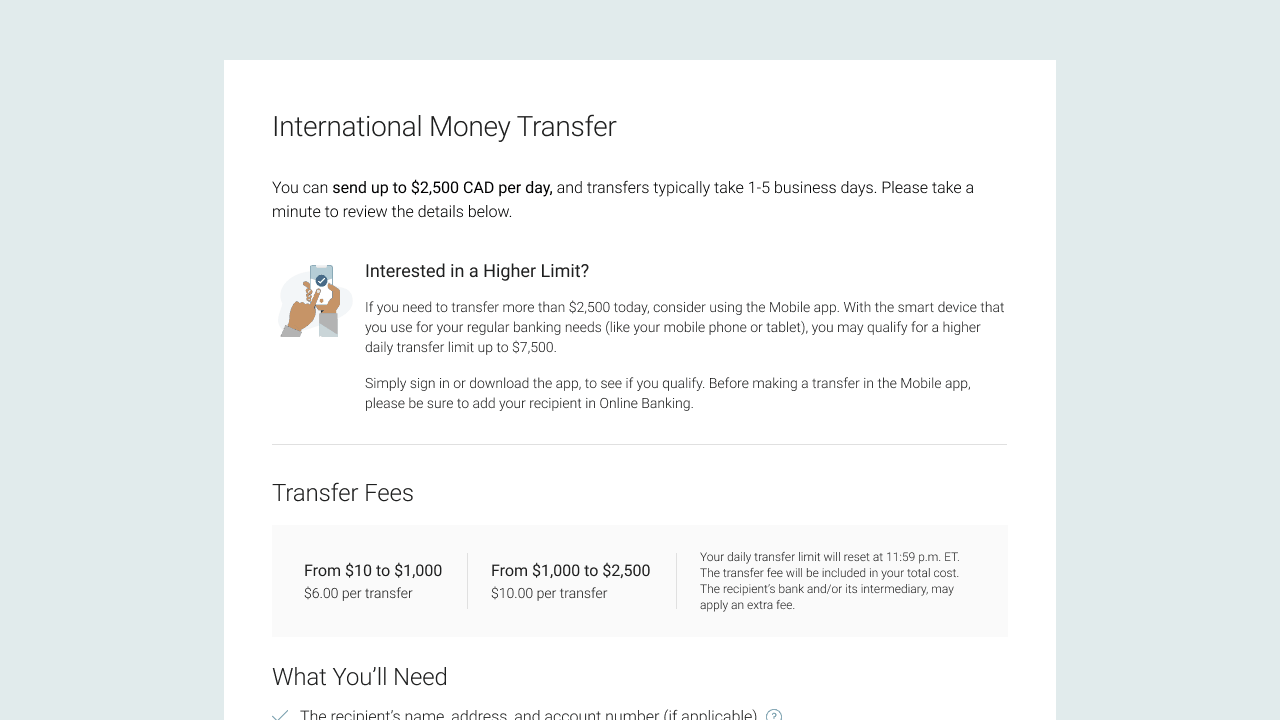 International Money Transfer
You can send up to $2,500 CAD per day, and transfers typically take 1-5 business days. Please take a
minute to review the details below.
Interested in a Higher Limit?
If you need to transfer more than $2,500 today, consider using the Mobile app. With the smart device that
you use for your regular banking needs (like your mobile phone or tablet), you may qualify for a higher
daily transfer limit up to $7,500.
Simply sign in or download the app, to see if you qualify. Before making a transfer in the Mobile app,
please be sure to add your recipient in Online Banking.
Transfer Fees
From $10 to $1,000
$6.00 per transfer
From $1,000 to $2,500
$10.00 per transfer
Your daily transfer limit will reset at 11:59 p.m. ET.
The transfer fee will be included in your total cost.
The recipient's bank and/or its intermediary, may
apply an extra fee.
What You'll Need
The recipient's name, address, and account number (if applicable) ?